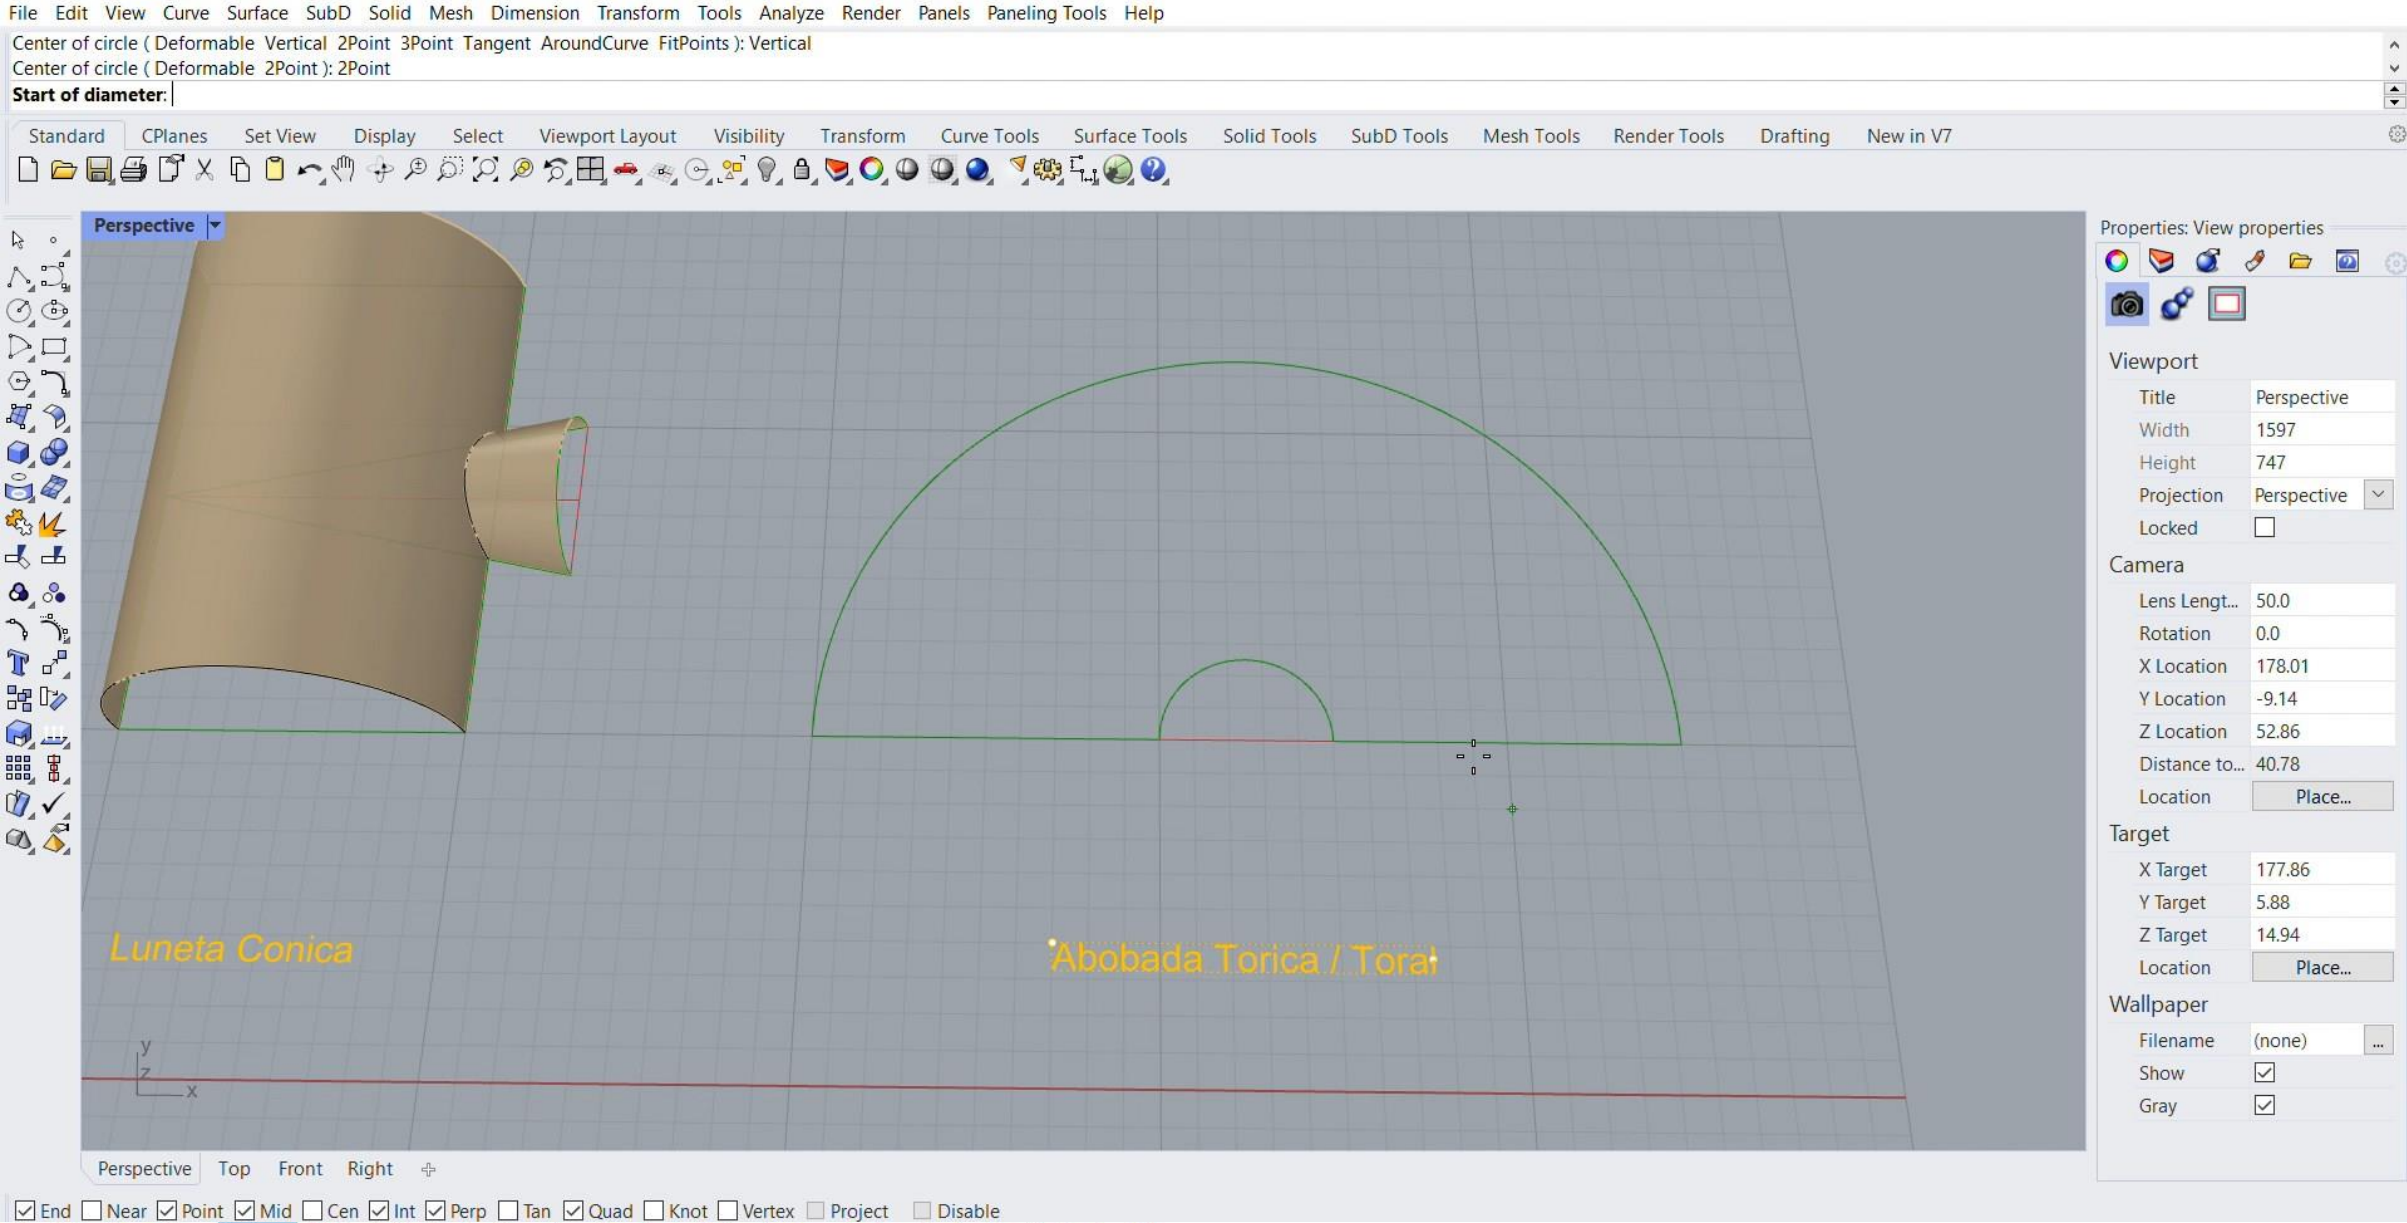 File Edit View Curve Surface SubD Solid Mesh Dimension Transform Tools Analyze Render Panels Paneling Tools Help
Center of circle ( Deformable Vertical 2Point 3Point Tangent AroundCurve FitPoints ): Vertical
Center of circle ( Deformable 2Point ): 2Point
Start of diameter:
Standard CPlanes Set View Display Select Viewport Layout Visibility Transform Curve Tools Surface Tools Solid Tools SubD Tools Mesh Tools Render Tools Drafting New in V7
Perspective
Properties: View properties
Viewport
Title Perspective
Width 1597
Height 747
Projection Perspective
Locked
Camera
Lens Lengt... 50.0
Rotation 0.0
X Location 178.01
Y Location -9.14
Z Location 52.86
Distance to... 40.78
Location Place...
Target
X Target 177.86
Y Target 5.88
Z Target 14.94
Location Place...
Wallpaper
Filename (none) ...
Show
Gray
Luneta Conica
Abobada Torica / Toral
y
z
x
Perspective Top Front Right
End Near Point Mid Cen Int Perp Tan Quad Knot Vertex Project Disable